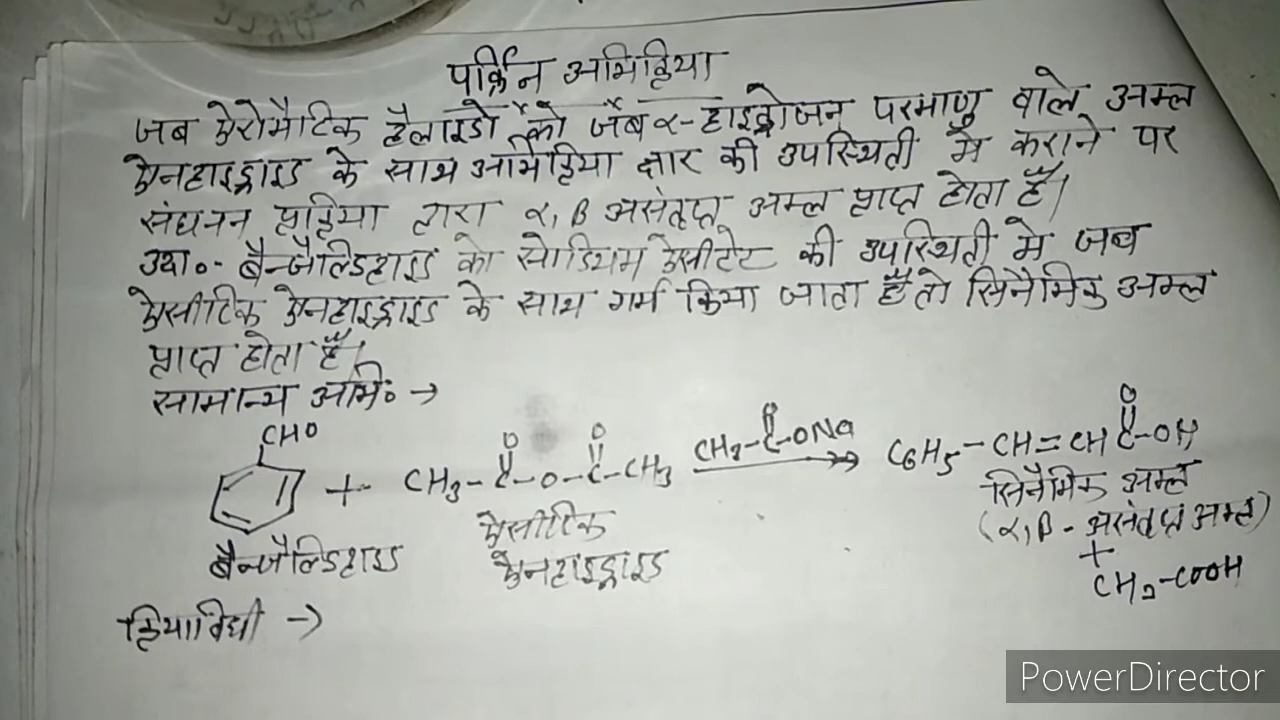 पर्किन अभिक्रिया
जब ऐरोमैटिक हैलाइडो को जब α-हाइड्रोजन परमाणु वाले अम्ल
ऐनहाइड्राइड के साथ अभिक्रिया क्षार की उपस्थिती में कराने पर
संघनन प्रक्रिया द्वारा α,β असंतृप्त अम्ल प्राप्त होता है।
उदा०- बैन्जैल्डिहाइड को सोडियम ऐसीटेट की उपस्थिती मे जब
ऐसीटिक ऐनहाइड्राइड के साथ गर्म किया जाता है तो सिनैमिक अम्ल
प्राप्त होता है।
सामान्य अभि० →
CHO + CH3-C(=O)-O-C(=O)-CH3 CH3-C(=O)-ONa → C6H5-CH=CH C(=O)-OH
बैन्जैल्डिहाइड ऐसीटिक ऐनहाइड्राइड सिनैमिक अम्ल
(α,β - असंतृप्त अम्ल)
+
CH3-COOH
क्रियाविधी →
PowerDirector